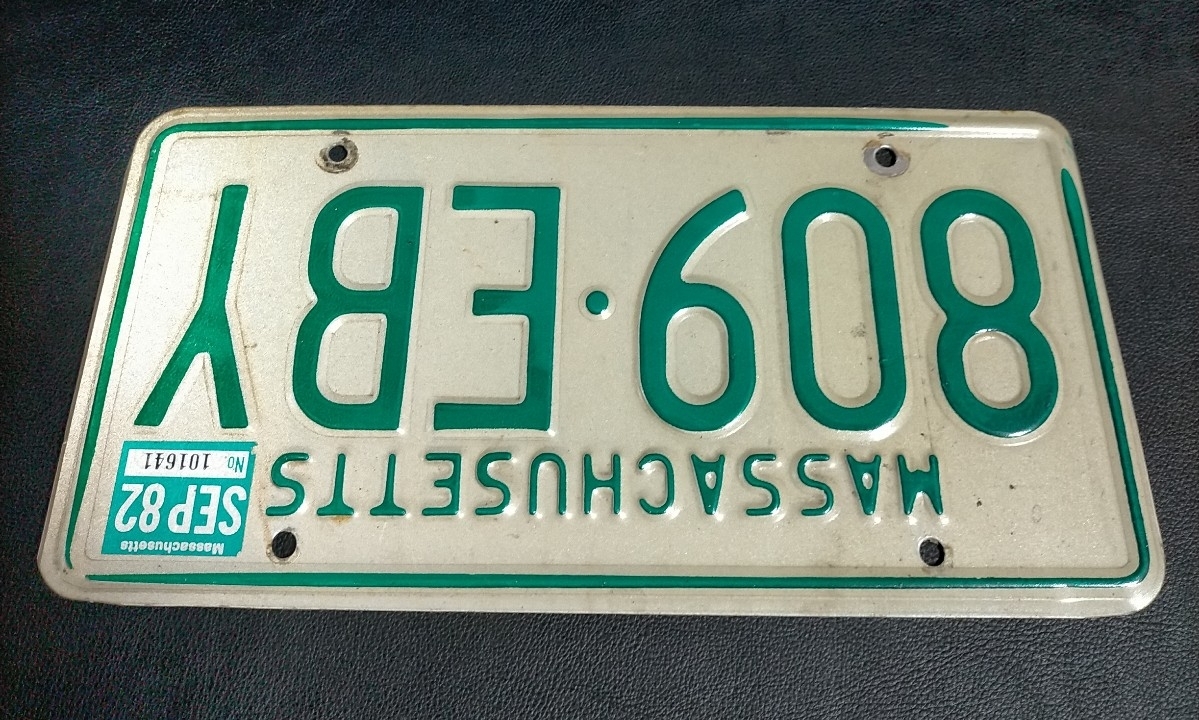 MASSACHUSETTS
Massachusetts
SEP 82
No. 101641
809·EBY